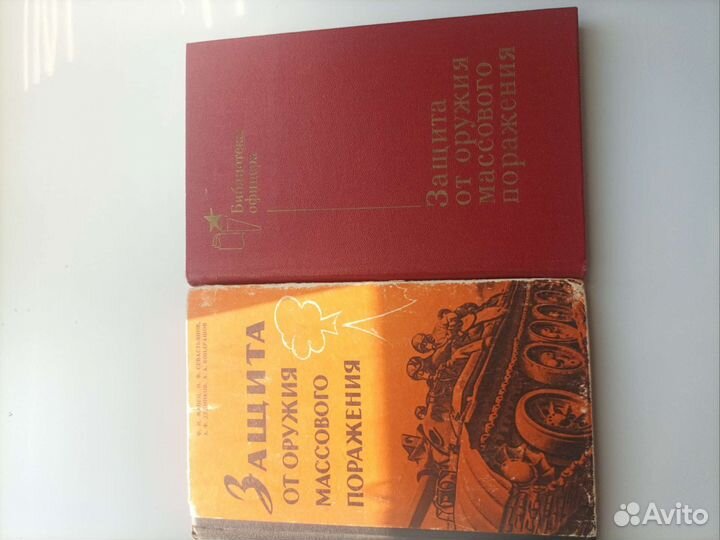 Библиотека
офицера
Защита
от оружия
массового
поражения
ЗАЩИТА
ОТ ОРУЖИЯ
МАССОВОГО
ПОРАЖЕНИЯ
Avito